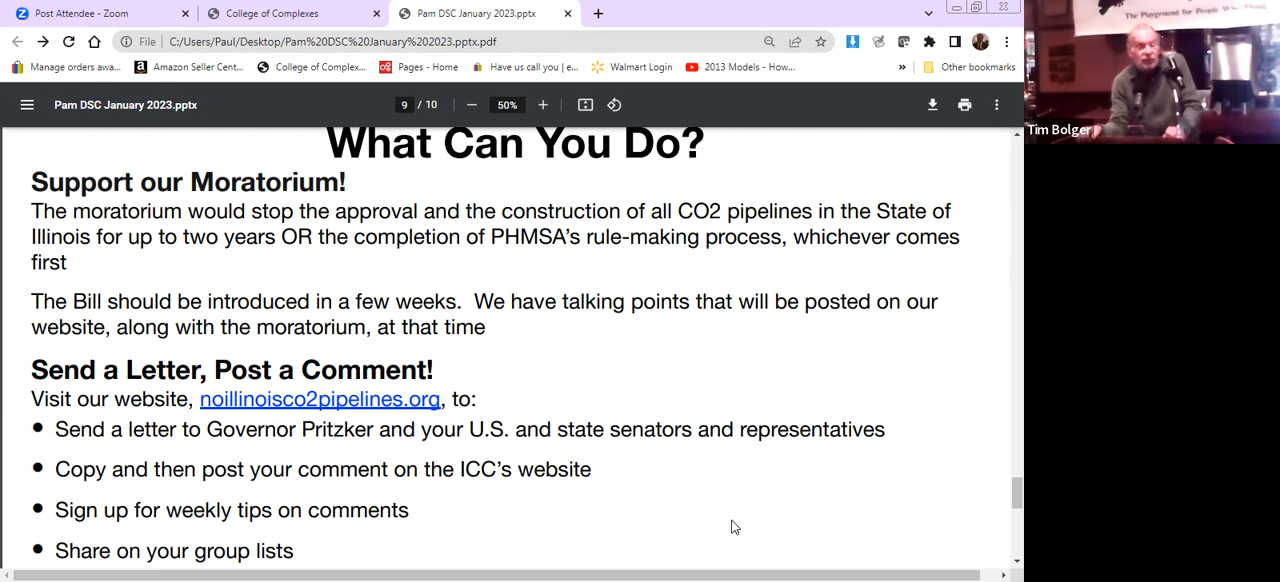 Post Attendee - Zoom
College of Complexes
Pam DSC January 2023.pptx
File
C:/Users/Paul/Desktop/Pam%20DSC%20January%202023.pptx.pdf
Manage orders awa...
Amazon Seller Cent...
College of Complex...
Pages - Home
Have us call you | e...
Walmart Login
2013 Models - How...
Other bookmarks
Pam DSC January 2023.pptx
9 / 10
50%
What Can You Do?
Support our Moratorium!
The moratorium would stop the approval and the construction of all CO2 pipelines in the State of
Illinois for up to two years OR the completion of PHMSA's rule-making process, whichever comes
first
The Bill should be introduced in a few weeks. We have talking points that will be posted on our
website, along with the moratorium, at that time
Send a Letter, Post a Comment!
Visit our website, noillinoisco2pipelines.org, to:
• Send a letter to Governor Pritzker and your U.S. and state senators and representatives
• Copy and then post your comment on the ICC's website
• Sign up for weekly tips on comments
• Share on your group lists
The Playground for People Who
Tim Bolger